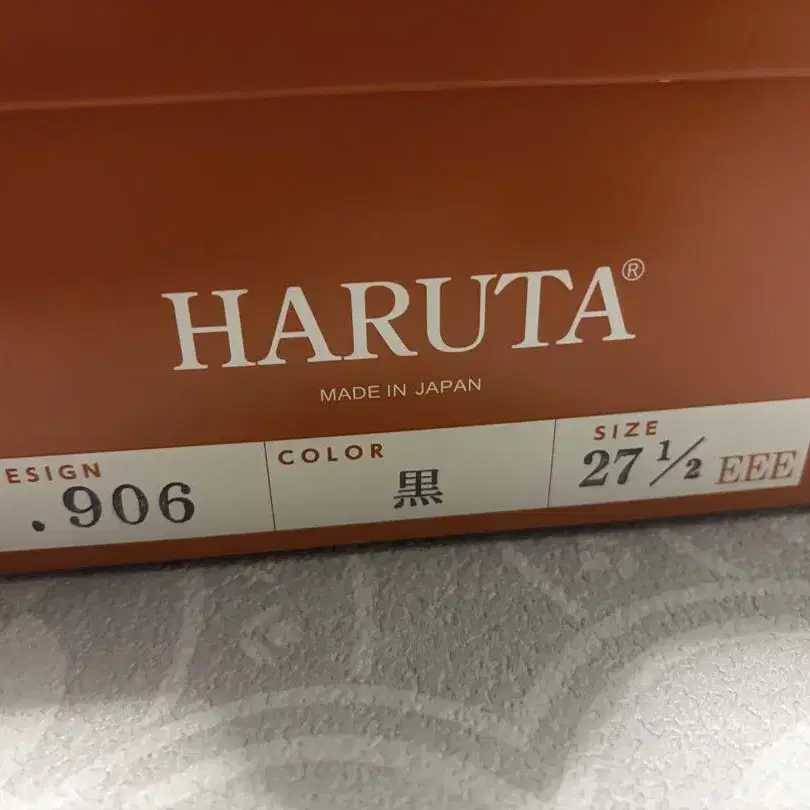 HARUTA®
MADE IN JAPAN
ESIGN COLOR SIZE
.906 黒 27 1/2 EEE